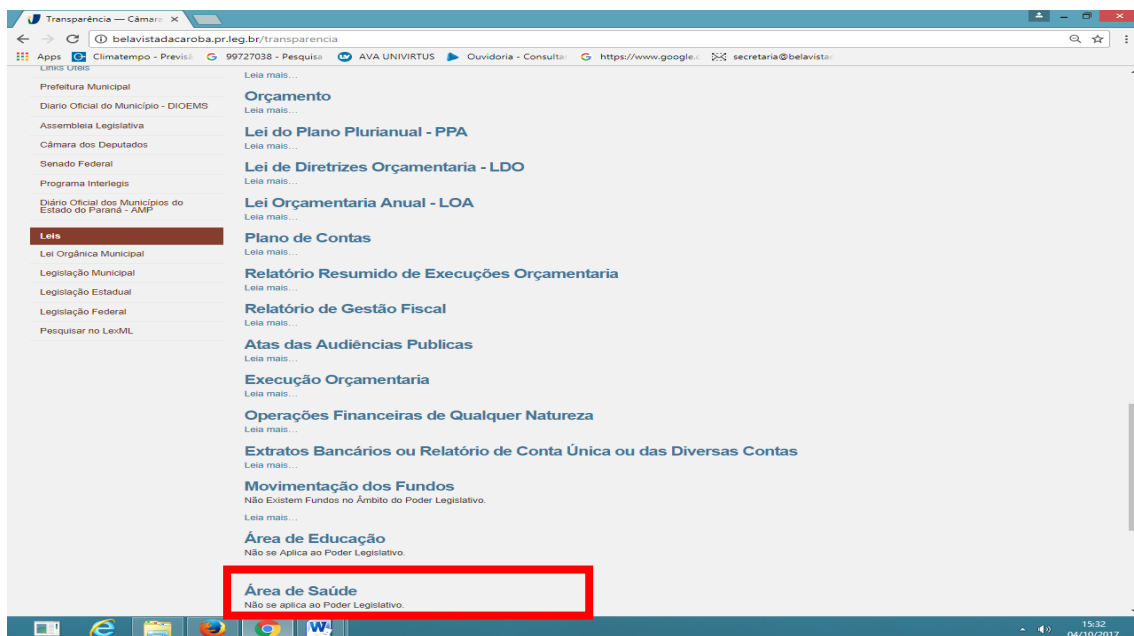 Transparência — Câmar
belavistadacaroba.pr.leg.br/transparencia
Apps Climatempo - Previs 99727038 - Pesquisa AVA UNIVIRTUS Ouvidoria - Consulta https://www.google. secretaria@belavista
Links Úteis
Prefeitura Municipal
Diario Oficial do Município - DIOEMS
Assembleia Legislativa
Câmara dos Deputados
Senado Federal
Programa Interlegis
Diário Oficial dos Municípios do
Estado do Paraná - AMP
Leis
Lei Orgânica Municipal
Legislação Municipal
Legislação Estadual
Legislação Federal
Pesquisar no LexML
Leia mais…
Orçamento
Leia mais…
Lei do Plano Plurianual - PPA
Leia mais…
Lei de Diretrizes Orçamentaria - LDO
Leia mais…
Lei Orçamentaria Anual - LOA
Leia mais…
Plano de Contas
Leia mais…
Relatório Resumido de Execuções Orçamentaria
Leia mais…
Relatório de Gestão Fiscal
Leia mais…
Atas das Audiências Publicas
Leia mais…
Execução Orçamentaria
Leia mais…
Operações Financeiras de Qualquer Natureza
Leia mais…
Extratos Bancários ou Relatório de Conta Única ou das Diversas Contas
Leia mais…
Movimentação dos Fundos
Não Existem Fundos no Âmbito do Poder Legislativo.
Leia mais…
Área de Educação
Não se Aplica ao Poder Legislativo.
Área de Saúde
Não se aplica ao Poder Legislativo.
15:32
04/10/2017